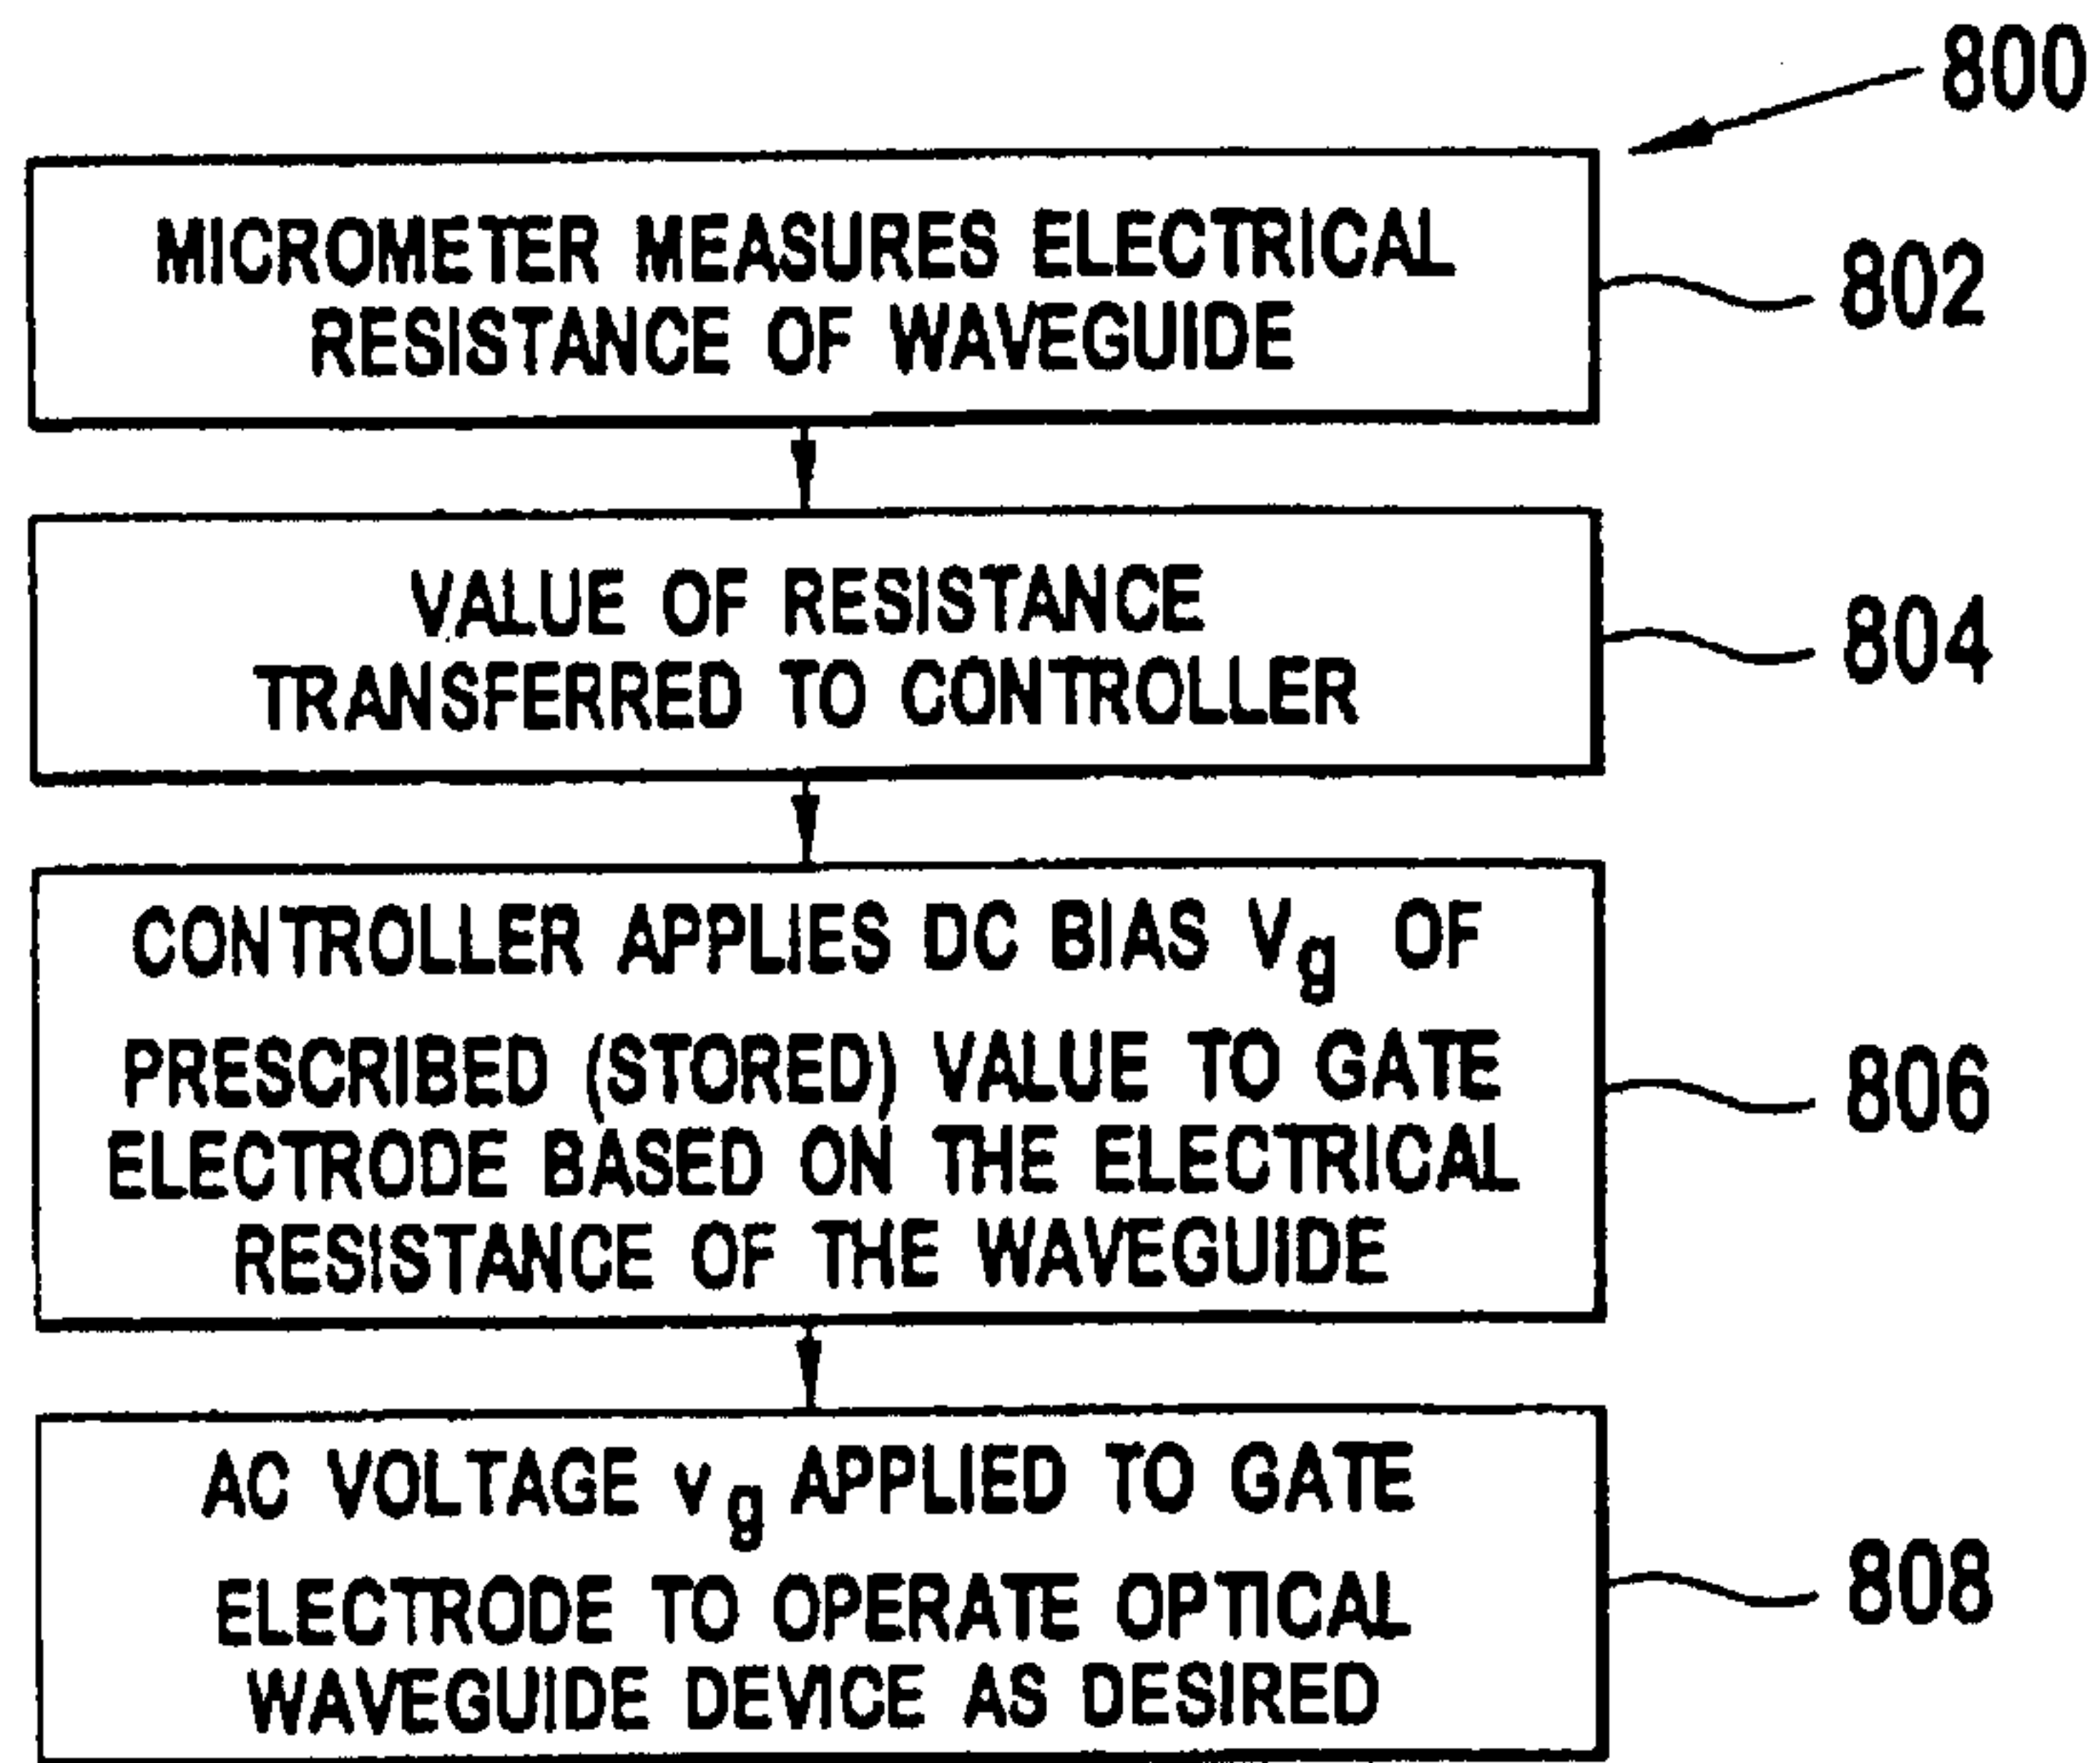 800
MICROMETER MEASURES ELECTRICAL
RESISTANCE OF WAVEGUIDE
802
VALUE OF RESISTANCE
TRANSFERRED TO CONTROLLER
804
CONTROLLER APPLIES DC BIAS Vg OF
PRESCRIBED (STORED) VALUE TO GATE
ELECTRODE BASED ON THE ELECTRICAL
RESISTANCE OF THE WAVEGUIDE
806
AC VOLTAGE vg APPLIED TO GATE
ELECTRODE TO OPERATE OPTICAL
WAVEGUIDE DEVICE AS DESIRED
808